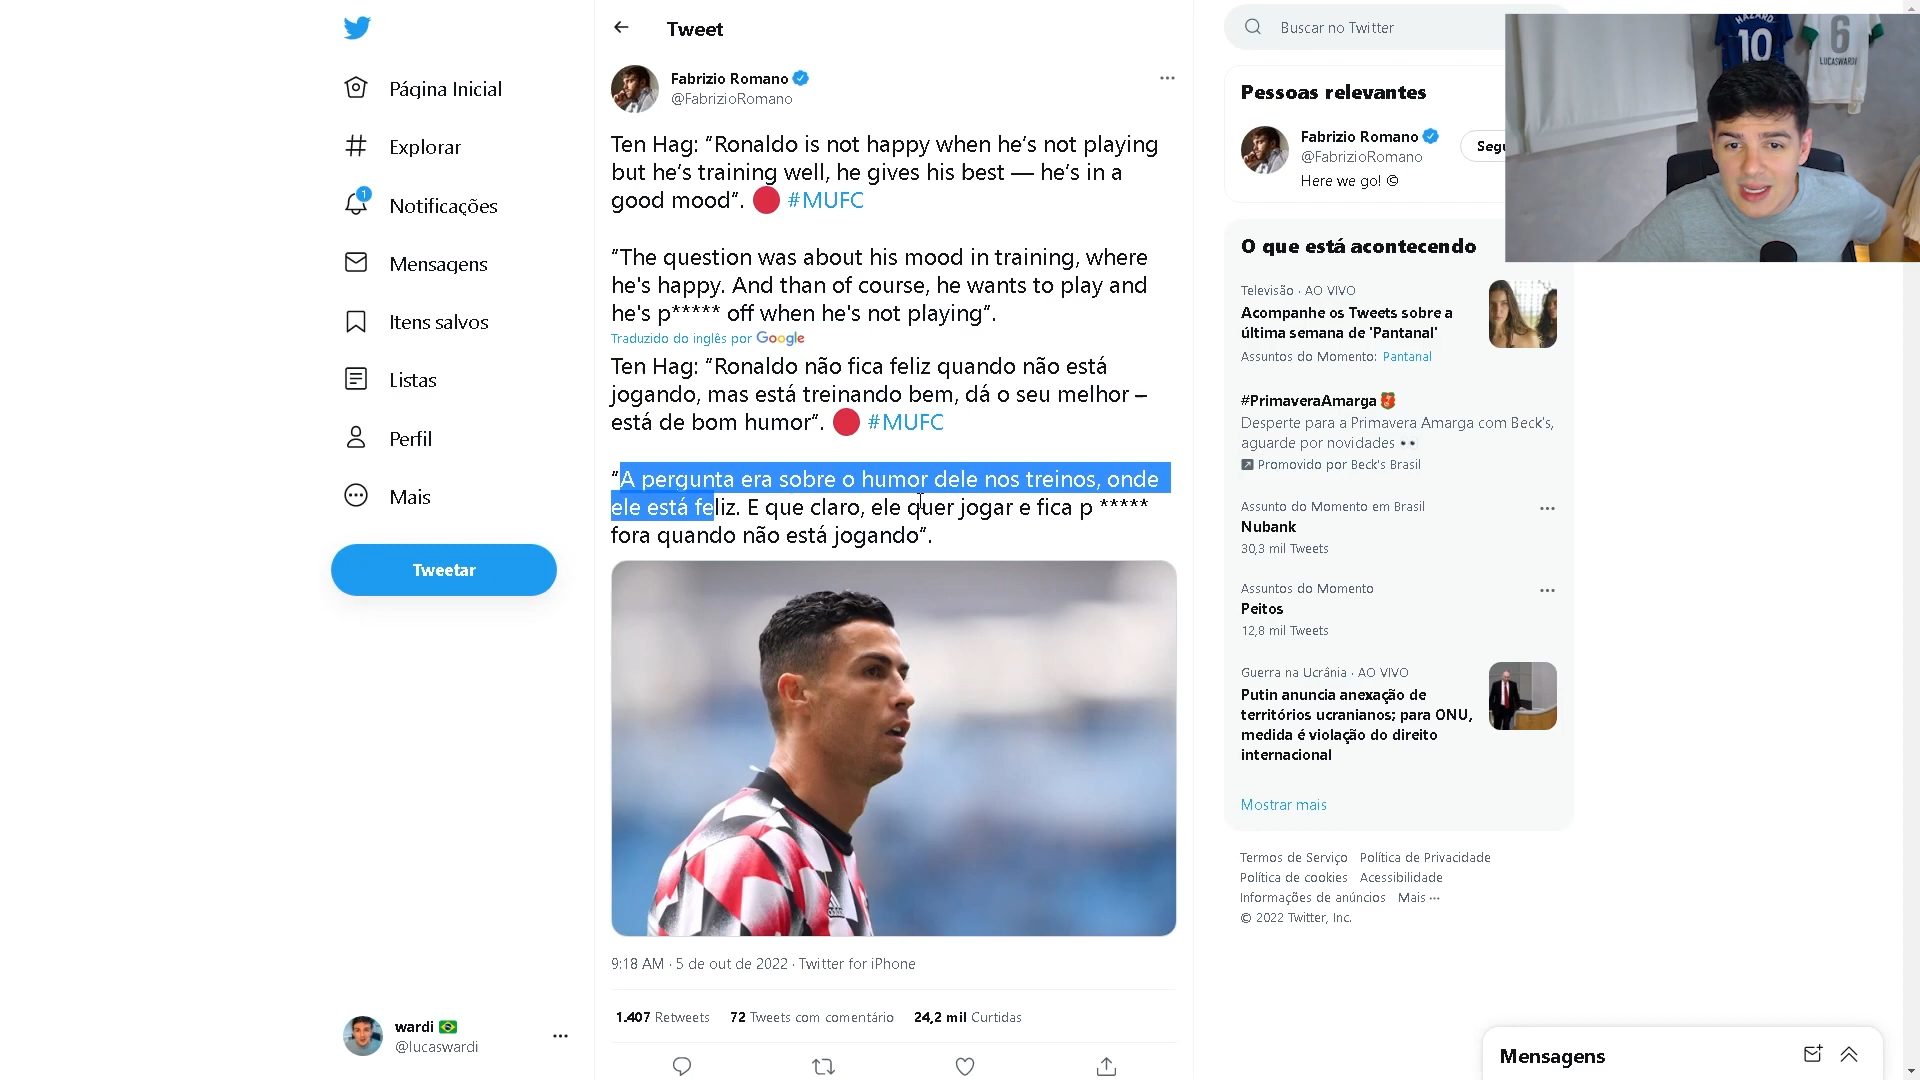 Tweet
Buscar no Twitter
Página Inicial
Explorar
1
Notificações
Mensagens
Itens salvos
Listas
Perfil
Mais
Tweetar
wardi
@lucaswardi
Fabrizio Romano
@FabrizioRomano
Ten Hag: “Ronaldo is not happy when he’s not playing
but he’s training well, he gives his best — he’s in a
good mood”. 🔴 #MUFC
“The question was about his mood in training, where
he's happy. And than of course, he wants to play and
he's p***** off when he's not playing”.
Traduzido do inglês por Google
Ten Hag: “Ronaldo não fica feliz quando não está
jogando, mas está treinando bem, dá o seu melhor –
está de bom humor”. 🔴 #MUFC
“A pergunta era sobre o humor dele nos treinos, onde
ele está feliz. E que claro, ele quer jogar e fica p *****
fora quando não está jogando”.
9:18 AM · 5 de out de 2022 · Twitter for iPhone
1.407 Retweets 72 Tweets com comentário 24,2 mil Curtidas
Pessoas relevantes
Fabrizio Romano
@FabrizioRomano
Segu
Here we go! ©
O que está acontecendo
Televisão · AO VIVO
Acompanhe os Tweets sobre a
última semana de 'Pantanal'
Assuntos do Momento: Pantanal
#PrimaveraAmarga
Desperte para a Primavera Amarga com Beck's,
aguarde por novidades 👀
Promovido por Beck's Brasil
Assunto do Momento em Brasil
Nubank
30,3 mil Tweets
Assuntos do Momento
Peitos
12,8 mil Tweets
Guerra na Ucrânia · AO VIVO
Putin anuncia anexação de
territórios ucranianos; para ONU,
medida é violação do direito
internacional
Mostrar mais
Termos de Serviço Política de Privacidade
Política de cookies Acessibilidade
Informações de anúncios Mais ···
© 2022 Twitter, Inc.
Mensagens
HAZARD
10
6
LUCASWARDI